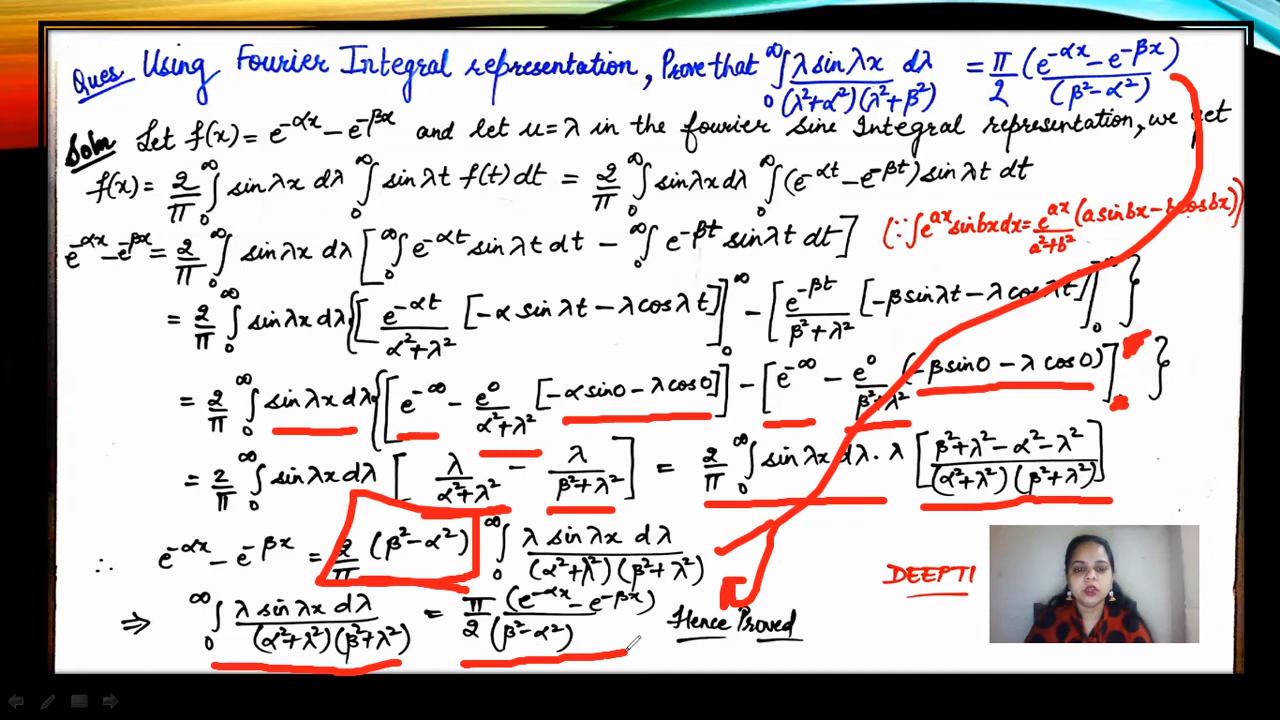 Ques Using Fourier Integral representation, Prove that ∫₀^∞ λ sin λx dλ / (λ²+α²)(λ²+β²) = π/2 (e^-αx − e^-βx) / (β²−α²)
Soln Let f(x) = e^-αx − e^-βx and let u=λ in the fourier sine Integral representation, we get
f(x) = 2/π ∫₀^∞ sin λx dλ ∫₀^∞ sin λt f(t) dt = 2/π ∫₀^∞ sin λx dλ ∫₀^∞ (e^-αt − e^-βt) sin λt dt
e^-αx − e^-βx = 2/π ∫₀^∞ sin λx dλ [∫₀^∞ e^-αt sin λt dt − ∫₀^∞ e^-βt sin λt dt] (∵ ∫e^ax sin bx dx = e^ax/(a²+b²) (a sin bx − b cos bx))
= 2/π ∫₀^∞ sin λx dλ {[e^-αt/(α²+λ²) [−α sin λt − λ cos λt]]₀^∞ − [e^-βt/(β²+λ²) [−β sin λt − λ cos λt]]₀^∞}
= 2/π ∫₀^∞ sin λx dλ {[e^-∞ − e^0/(α²+λ²) [−α sin 0 − λ cos 0]] − [e^-∞ − e^0/(β²+λ²) (−β sin 0 − λ cos 0)]}
= 2/π ∫₀^∞ sin λx dλ [λ/(α²+λ²) − λ/(β²+λ²)] = 2/π ∫₀^∞ sin λx dλ . λ [(β²+λ²−α²−λ²) / (α²+λ²)(β²+λ²)]
∴ e^-αx − e^-βx = 2/π (β²−α²) ∫₀^∞ λ sin λx dλ / (α²+λ²)(β²+λ²)
DEEPTI
⇒ ∫₀^∞ λ sin λx dλ / (α²+λ²)(β²+λ²) = π/2 (e^-αx − e^-βx) / (β²−α²) Hence Proved